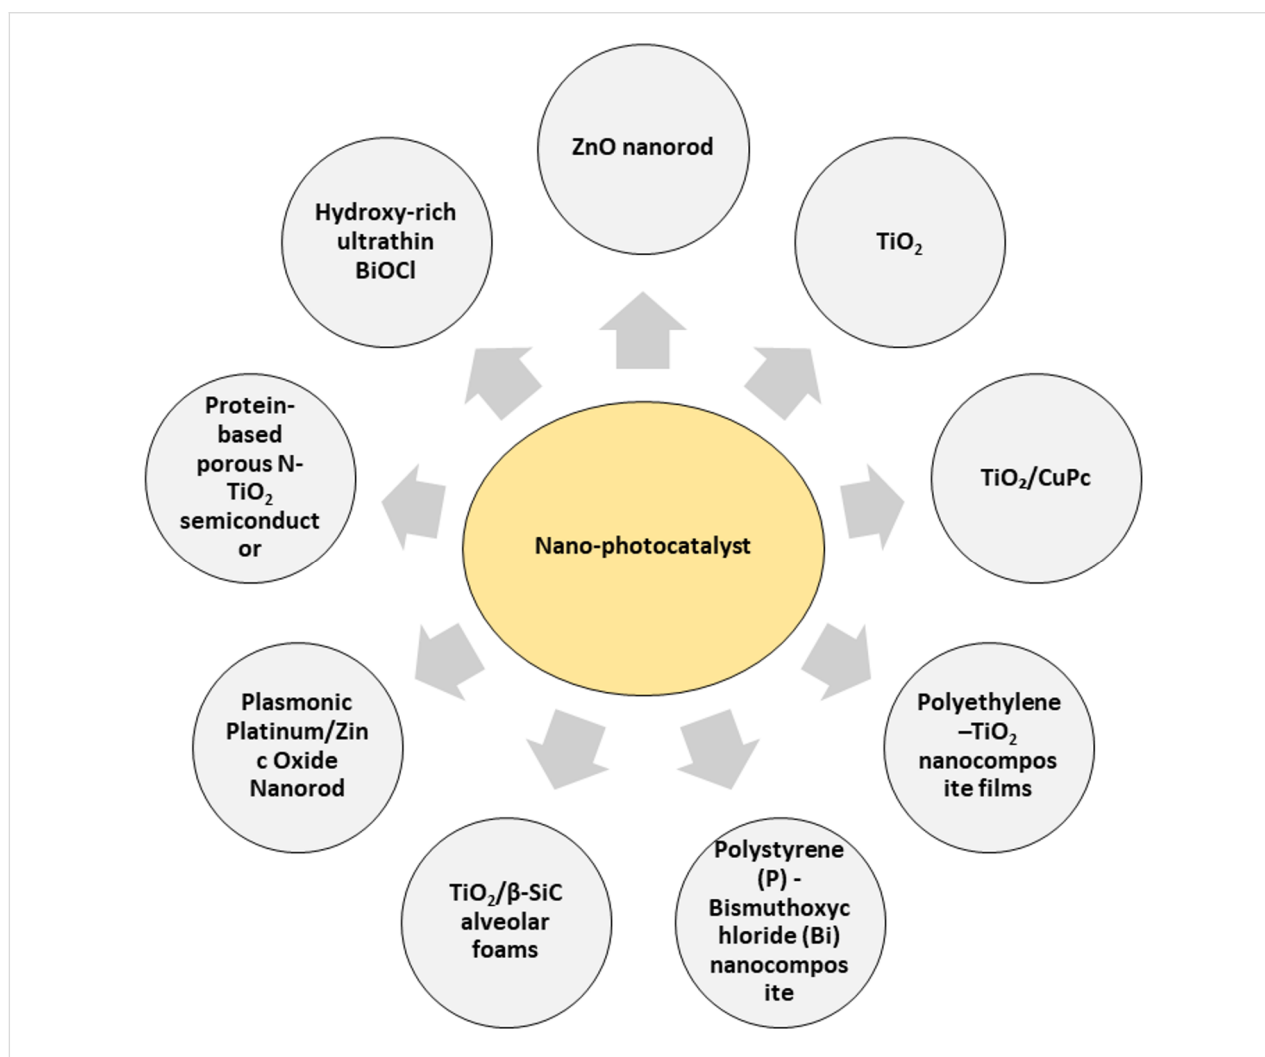 ZnO nanorod
TiO₂
TiO₂/CuPc
Polyethylene
–TiO₂
nanocompos
ite films
Polystyrene
(P) -
Bismuthoxyc
hloride (Bi)
nanocompos
ite
TiO₂/β-SiC
alveolar
foams
Plasmonic
Platinum/Zin
c Oxide
Nanorod
Protein-
based
porous N-
TiO₂
semiconduct
or
Hydroxy-rich
ultrathin
BiOCl
Nano-photocatalyst